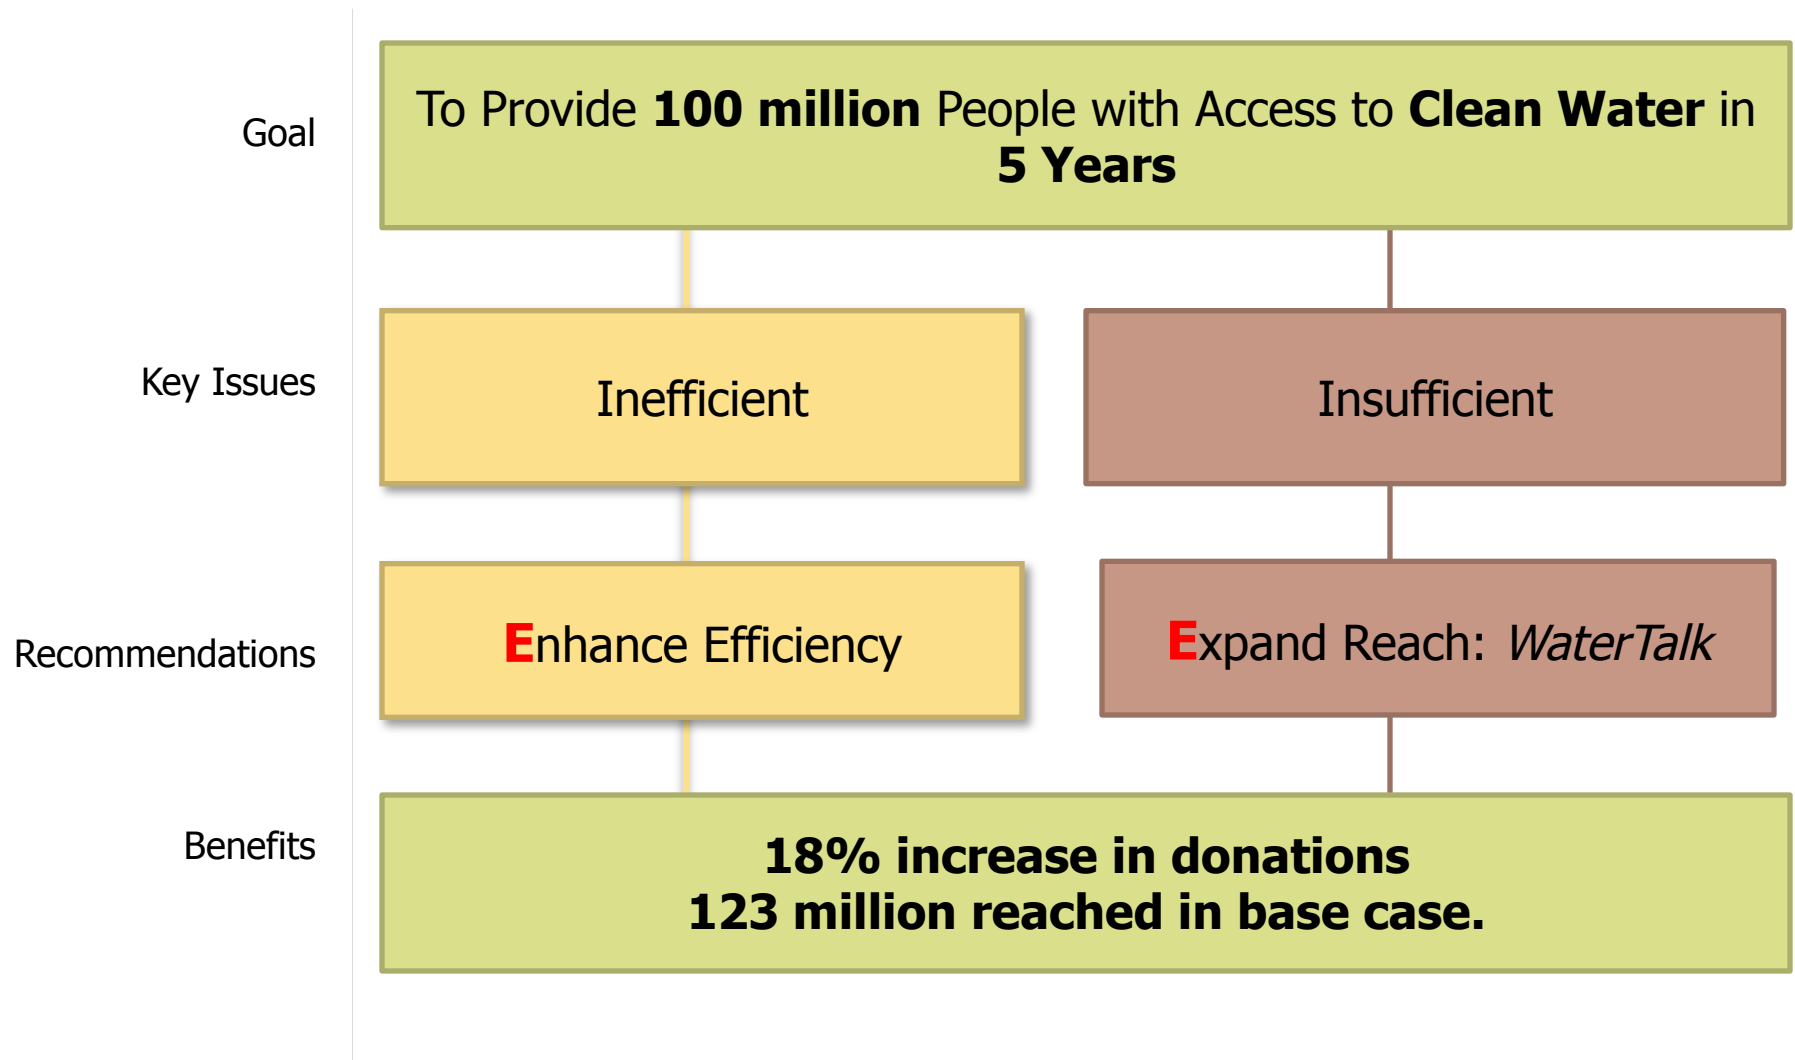 Goal
To Provide 100 million People with Access to Clean Water in
5 Years
Key Issues
Inefficient
Insufficient
Recommendations
Enhance Efficiency
Expand Reach: WaterTalk
Benefits
18% increase in donations
123 million reached in base case.